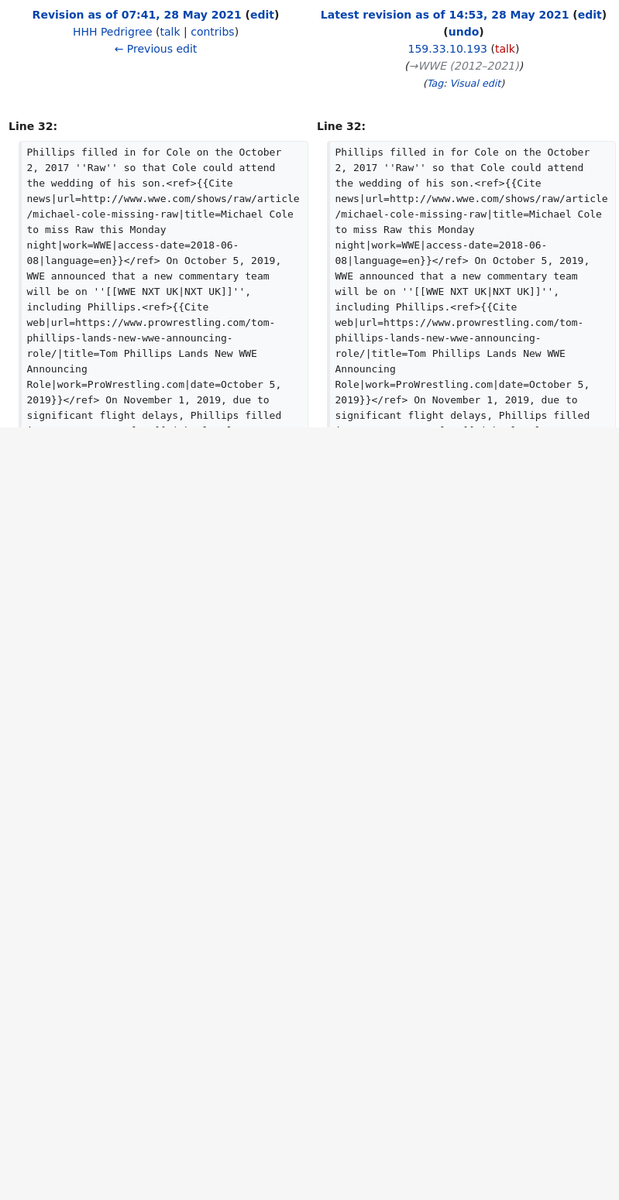 Revision as of 07:41, 28 May 2021 (edit)
HHH Pedrigree (talk | contribs)
← Previous edit
Latest revision as of 14:53, 28 May 2021 (edit)
(undo)
159.33.10.193 (talk)
(→WWE (2012–2021))
(Tag: Visual edit)
Line 32:
Phillips filled in for Cole on the October
2, 2017 ''Raw'' so that Cole could attend
the wedding of his son.<ref>{{Cite
news|url=http://www.wwe.com/shows/raw/article
/michael-cole-missing-raw|title=Michael Cole
to miss Raw this Monday
night|work=WWE|access-date=2018-06-
08|language=en}}</ref> On October 5, 2019,
WWE announced that a new commentary team
will be on ''[[WWE NXT UK|NXT UK]]'',
including Phillips.<ref>{{Cite
web|url=https://www.prowrestling.com/tom-
phillips-lands-new-wwe-announcing-
role/|title=Tom Phillips Lands New WWE
Announcing
Role|work=ProWrestling.com|date=October 5,
2019}}</ref> On November 1, 2019, due to
significant flight delays, Phillips filled
Line 32:
Phillips filled in for Cole on the October
2, 2017 ''Raw'' so that Cole could attend
the wedding of his son.<ref>{{Cite
news|url=http://www.wwe.com/shows/raw/article
/michael-cole-missing-raw|title=Michael Cole
to miss Raw this Monday
night|work=WWE|access-date=2018-06-
08|language=en}}</ref> On October 5, 2019,
WWE announced that a new commentary team
will be on ''[[WWE NXT UK|NXT UK]]'',
including Phillips.<ref>{{Cite
web|url=https://www.prowrestling.com/tom-
phillips-lands-new-wwe-announcing-
role/|title=Tom Phillips Lands New WWE
Announcing
Role|work=ProWrestling.com|date=October 5,
2019}}</ref> On November 1, 2019, due to
significant flight delays, Phillips filled